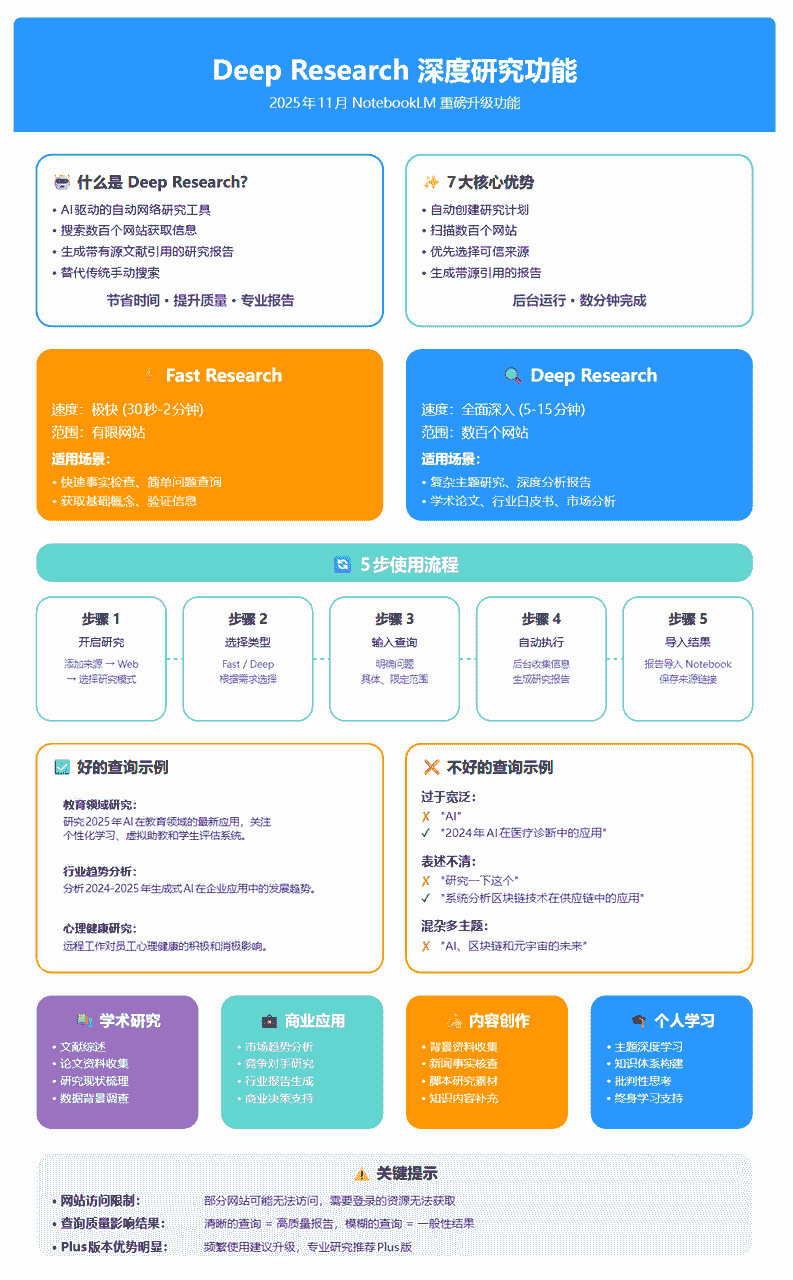 Deep Research 深度研究功能
2025年11月 NotebookLM 重磅升级功能
什么是 Deep Research?
• AI驱动的自动网络研究工具
• 搜索数百个网站获取信息
• 生成带有源文献引用的研究报告
• 替代传统手动搜索
节省时间 • 提升质量 • 专业报告
7大核心优势
• 自动创建研究计划
• 扫描数百个网站
• 优先选择可信来源
• 生成带源引用的报告
后台运行 • 数分钟完成
Fast Research
速度：极快 (30秒-2分钟)
范围：有限网站
适用场景：
• 快速事实检查、简单问题查询
• 获取基础概念、验证信息
Deep Research
速度：全面深入 (5-15分钟)
范围：数百个网站
适用场景：
• 复杂主题研究、深度分析报告
• 学术论文、行业白皮书、市场分析
5步使用流程
步骤 1
开启研究
添加来源 → Web
→ 选择研究模式
步骤 2
选择类型
Fast / Deep
根据需求选择
步骤 3
输入查询
明确问题
具体、限定范围
步骤 4
自动执行
后台收集信息
生成研究报告
步骤 5
导入结果
报告导入 Notebook
保存来源链接
好的查询示例
教育领域研究：
研究2025年AI在教育领域的最新应用，关注
个性化学习、虚拟助教和学生评估系统。
行业趋势分析：
分析2024-2025年生成式AI在企业应用中的发展趋势。
心理健康研究：
远程工作对员工心理健康的积极和消极影响。
不好的查询示例
过于宽泛：
✗ "AI"
✓ "2024年AI在医疗诊断中的应用"
表述不清：
✗ "研究一下这个"
✓ "系统分析区块链技术在供应链中的应用"
混杂多主题：
✗ "AI、区块链和元宇宙的未来"
学术研究
• 文献综述
• 论文资料收集
• 研究现状梳理
• 数据背景调查
商业应用
• 市场趋势分析
• 竞争对手研究
• 行业报告生成
• 商业决策支持
内容创作
• 背景资料收集
• 新闻事实核查
• 脚本研究素材
• 知识内容补充
个人学习
• 主题深度学习
• 知识体系构建
• 批判性思考
• 终身学习支持
关键提示
• 网站访问限制： 部分网站可能无法访问，需要登录的资源无法获取
• 查询质量影响结果： 清晰的查询 = 高质量报告，模糊的查询 = 一般性结果
• Plus版本优势明显： 频繁使用建议升级，专业研究推荐Plus版